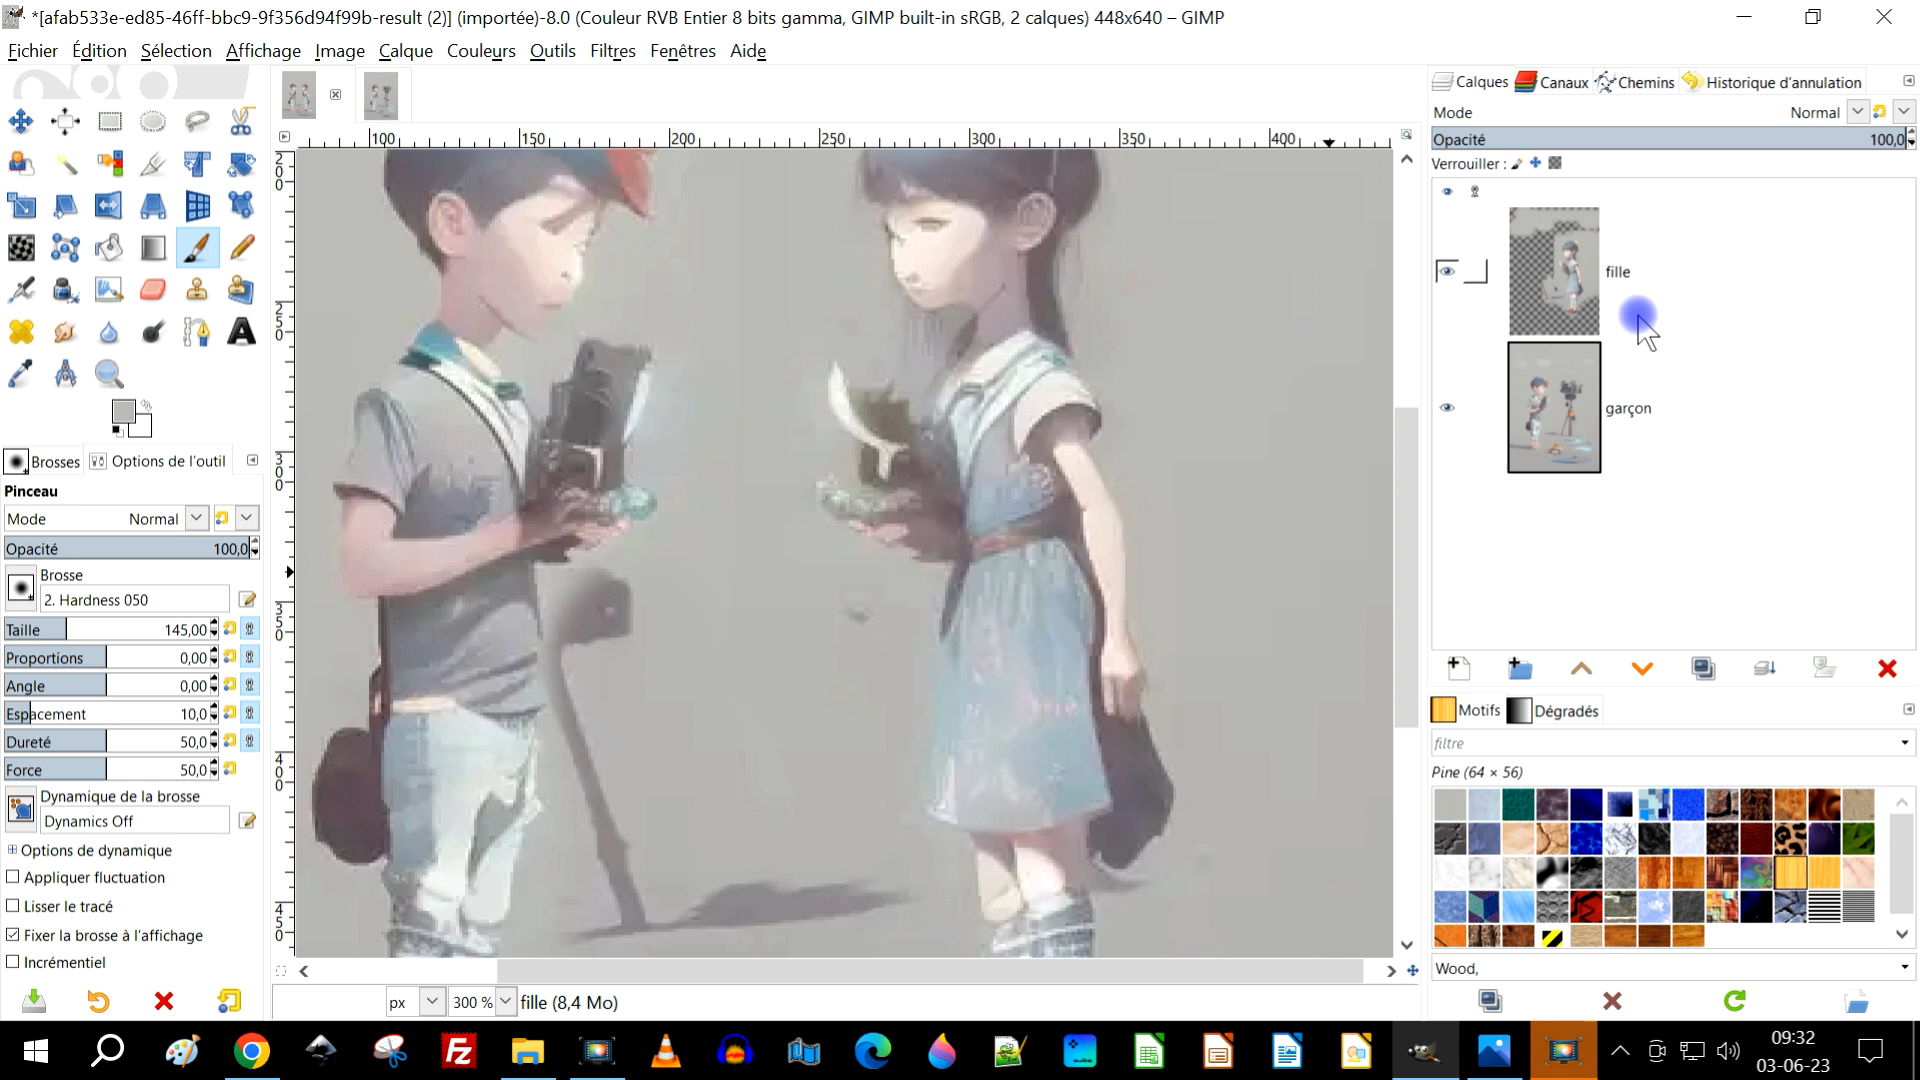 *[afab533e-ed85-46ff-bbc9-9f356d94f99b-result (2)] (importée)-8.0 (Couleur RVB Entier 8 bits gamma, GIMP built-in sRGB, 2 calques) 448x640 – GIMP
Fichier Édition Sélection Affichage Image Calque Couleurs Outils Filtres Fenêtres Aide
Calques Canaux Chemins Historique d'annulation
Mode Normal
Opacité 100,0
Verrouiller :
100 150 200 250 300 350 400
200
250
300
350
400
450
fille
garçon
Brosses Options de l'outil
Pinceau
Mode Normal
Opacité 100,0
Brosse
2. Hardness 050
Taille 145,00
Proportions 0,00
Angle 0,00
Espacement 10,0
Dureté 50,0
Force 50,0
Dynamique de la brosse
Dynamics Off
Options de dynamique
Appliquer fluctuation
Lisser le tracé
Fixer la brosse à l'affichage
Incrémentiel
Motifs Dégradés
filtre
Pine (64 × 56)
Wood,
px 300 % fille (8,4 Mo)
09:32
03-06-23